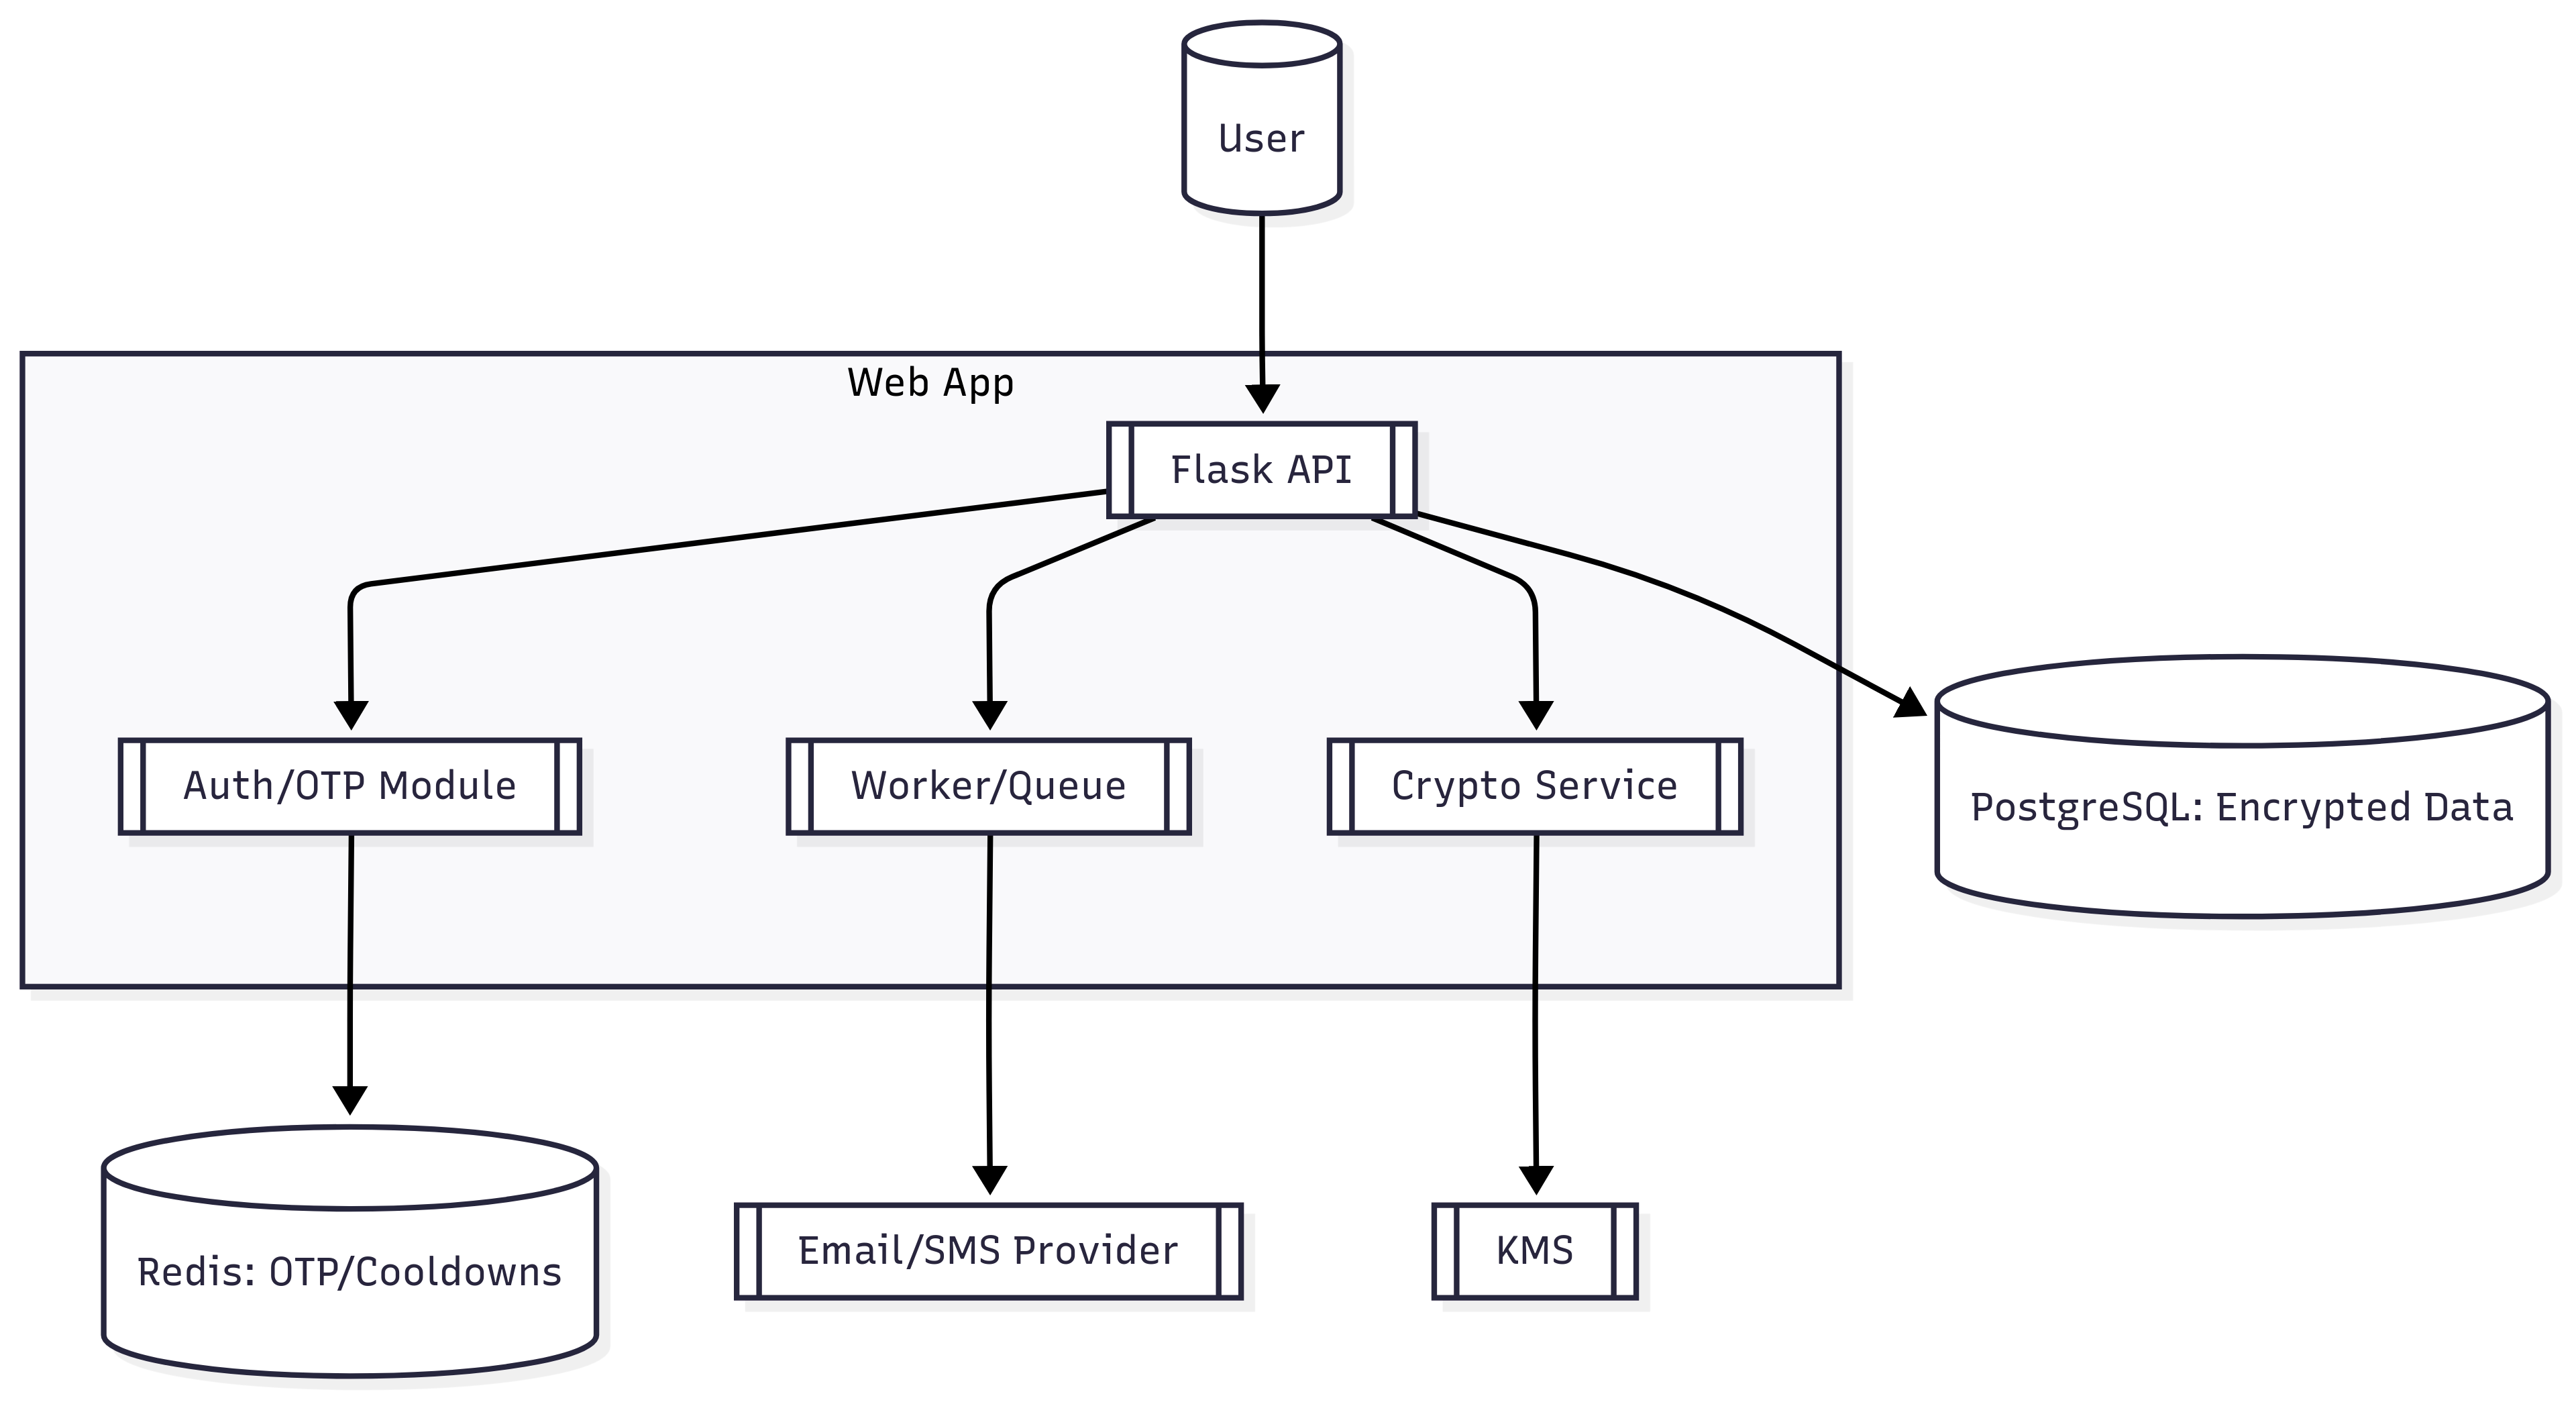 User
Web App
Flask API
Auth/OTP Module
Worker/Queue
Crypto Service
PostgreSQL: Encrypted Data
Redis: OTP/Cooldowns
Email/SMS Provider
KMS